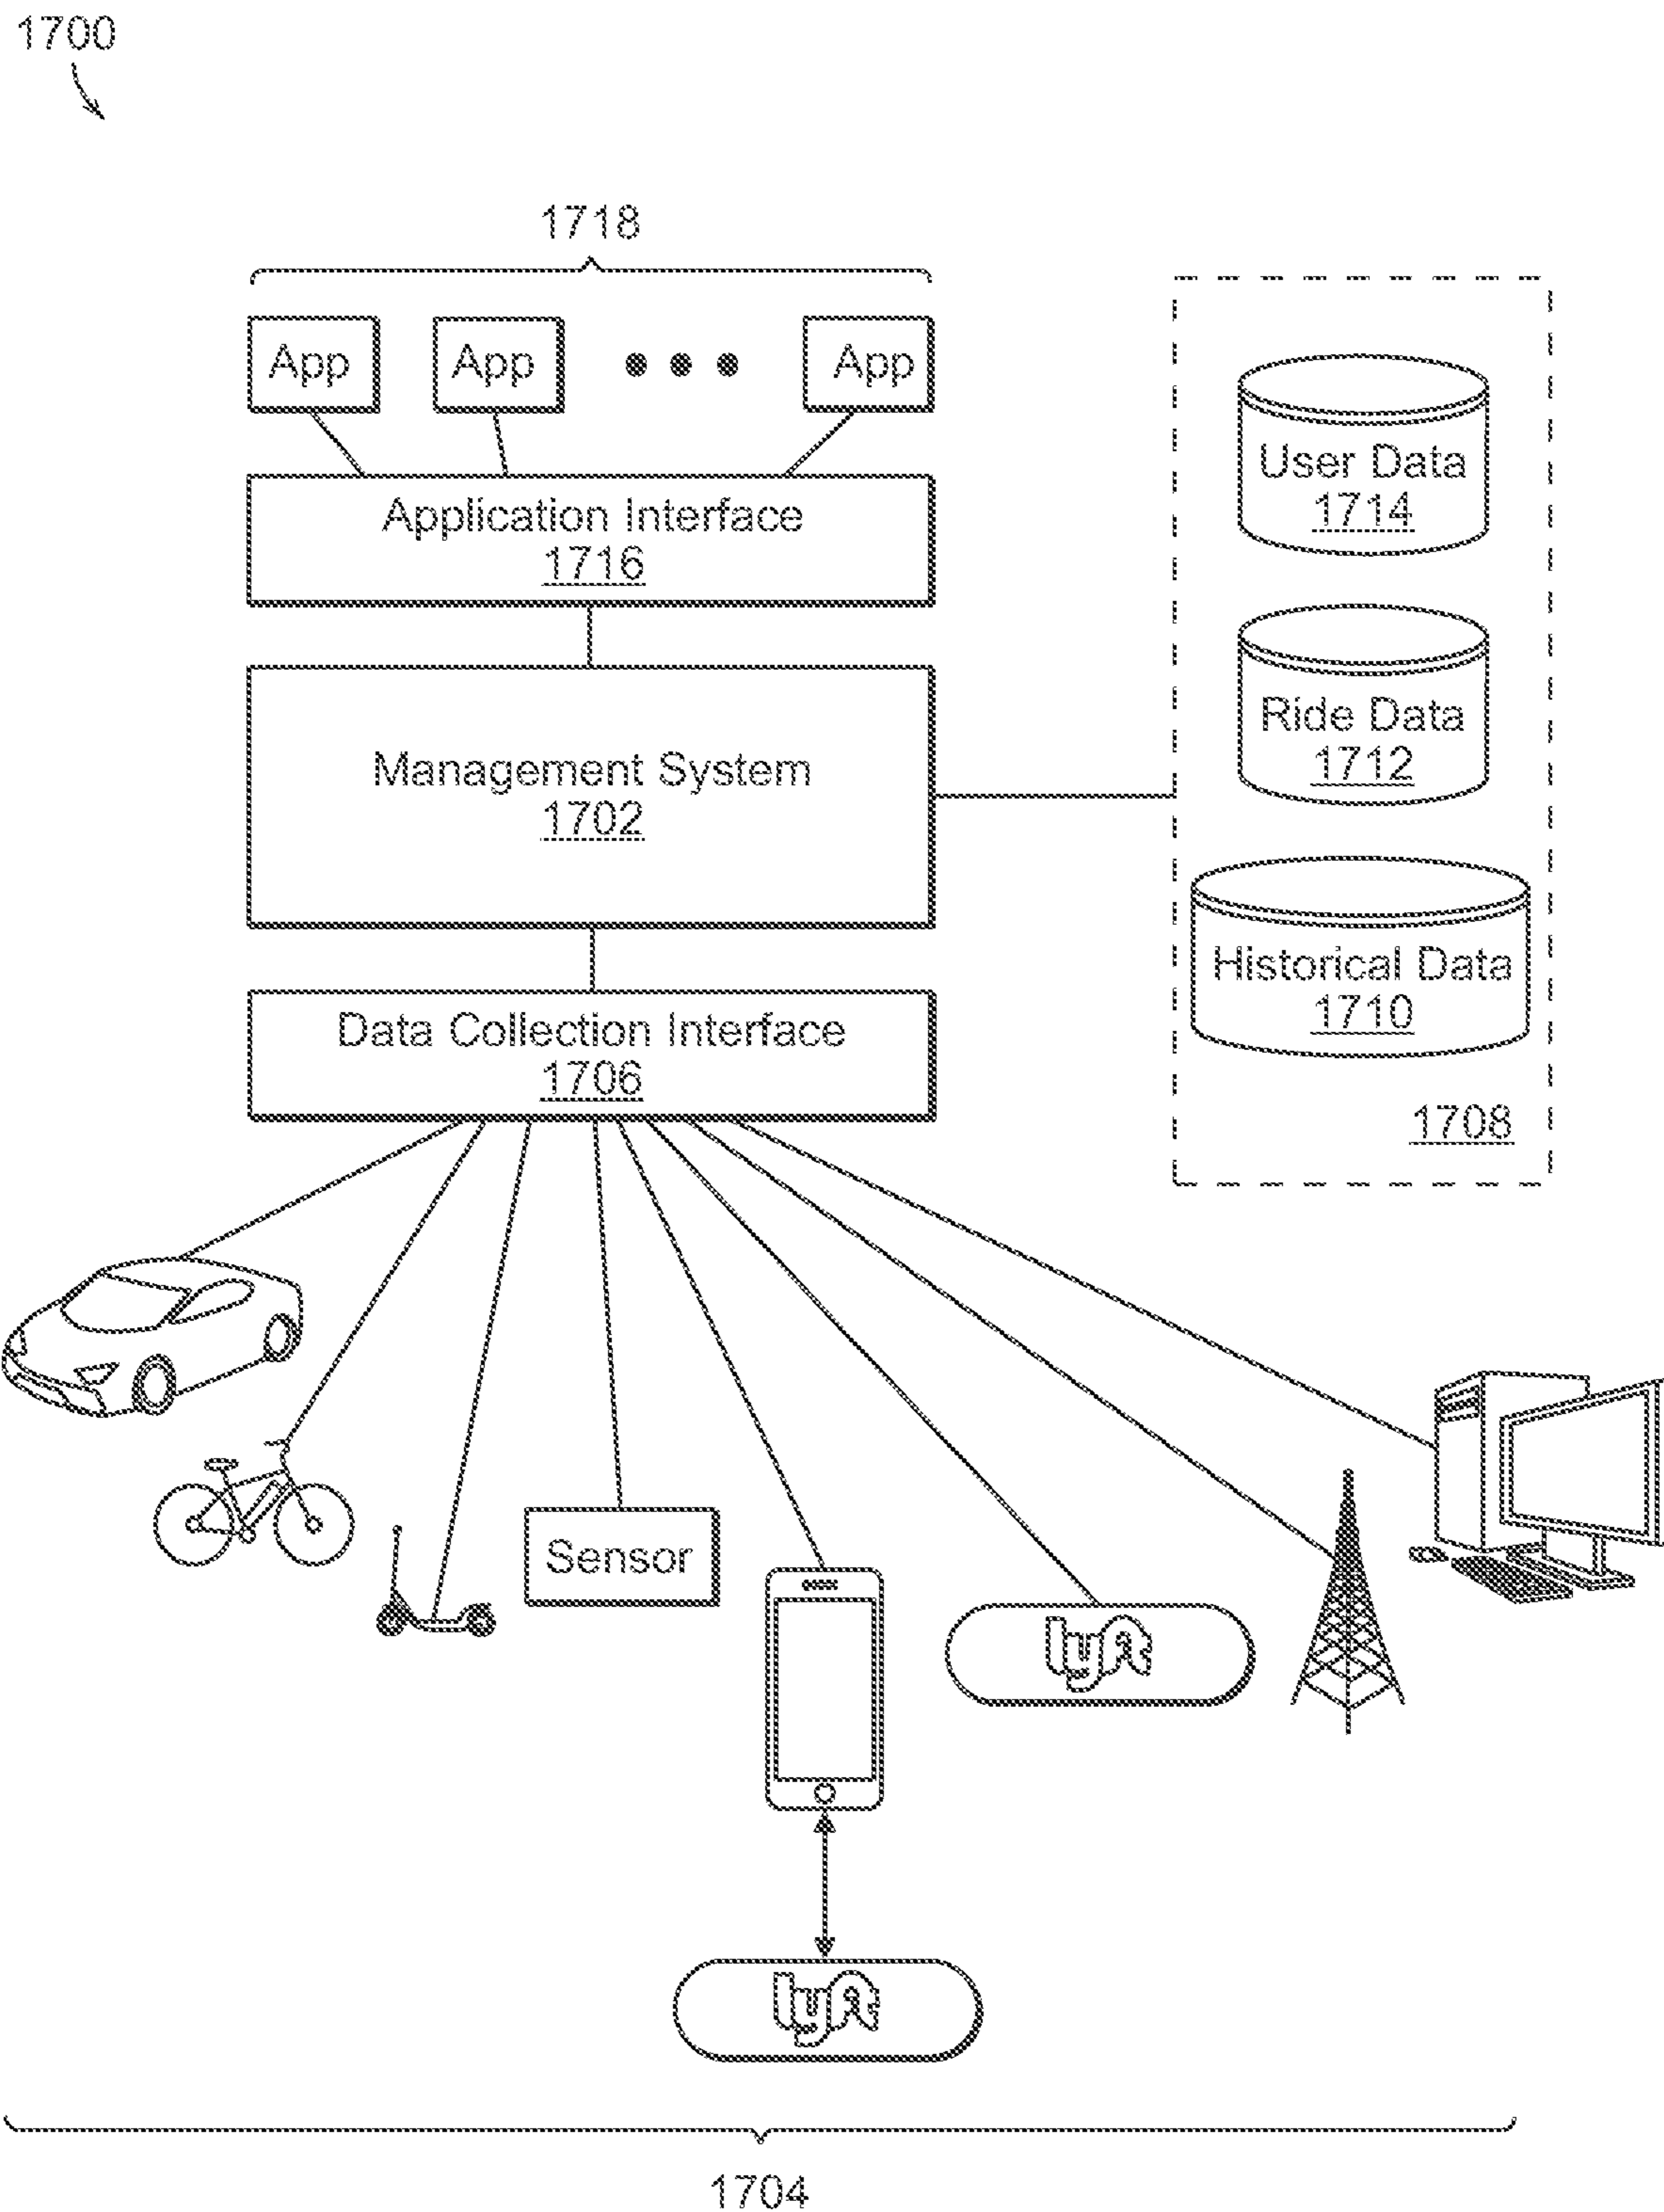 1700
1718
App
App
App
Application Interface
1716
Management System
1702
Data Collection Interface
1706
User Data
1714
Ride Data
1712
Historical Data
1710
1708
Sensor
lyft
lyft
1704